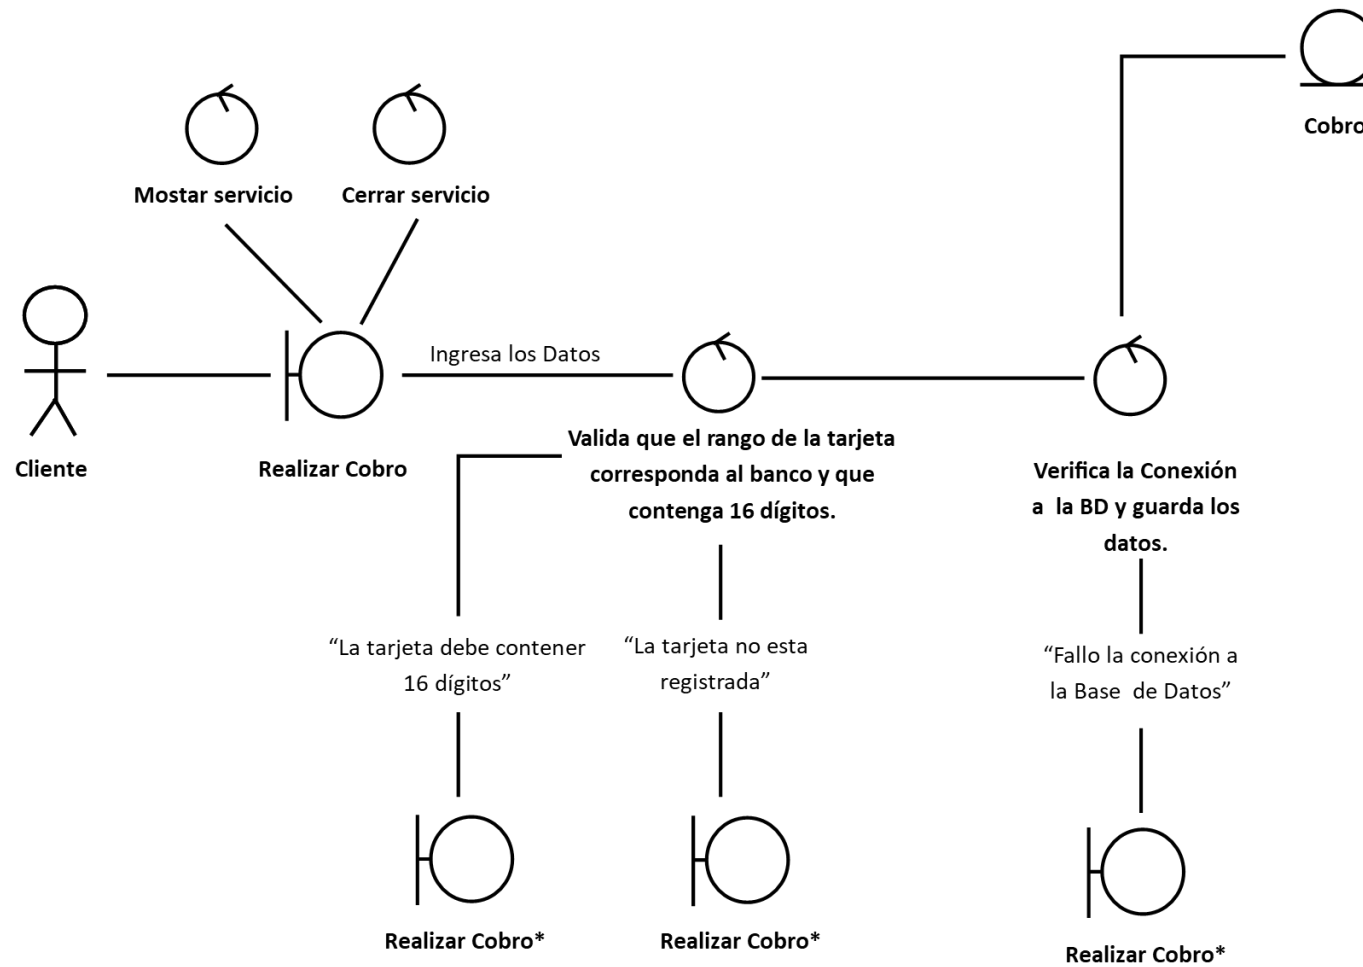 Cobro
Mostar servicio
Cerrar servicio
Ingresa los Datos
Cliente
Realizar Cobro
Valida que el rango de la tarjeta
corresponda al banco y que
contenga 16 dígitos.
Verifica la Conexión
a la BD y guarda los
datos.
“La tarjeta debe contener
16 dígitos”
“La tarjeta no esta
registrada”
“Fallo la conexión a
la Base de Datos”
Realizar Cobro*
Realizar Cobro*
Realizar Cobro*